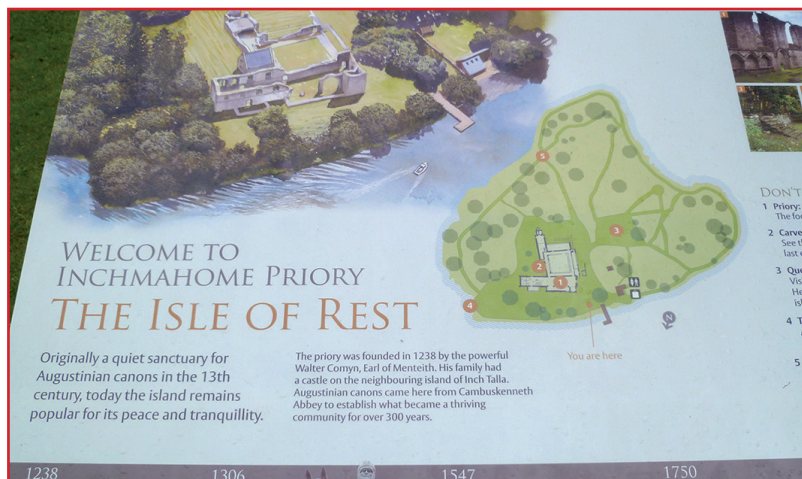 WELCOME TO
INCHMAHOME PRIORY
THE ISLE OF REST
Originally a quiet sanctuary for
Augustinian canons in the 13th
century, today the island remains
popular for its peace and tranquillity.
The priory was founded in 1238 by the powerful
Walter Comyn, Earl of Menteith. His family had
a castle on the neighbouring island of Inch Talla.
Augustinian canons came here from Cambuskenneth
Abbey to establish what became a thriving
community for over 300 years.
5
3
2
1
4
N
You are here
DON'T
1 Priory:
The fo
2 Carve
See t
last
3 Que
Vis
He
isl
4 T
5
1238
1306
1547
1750